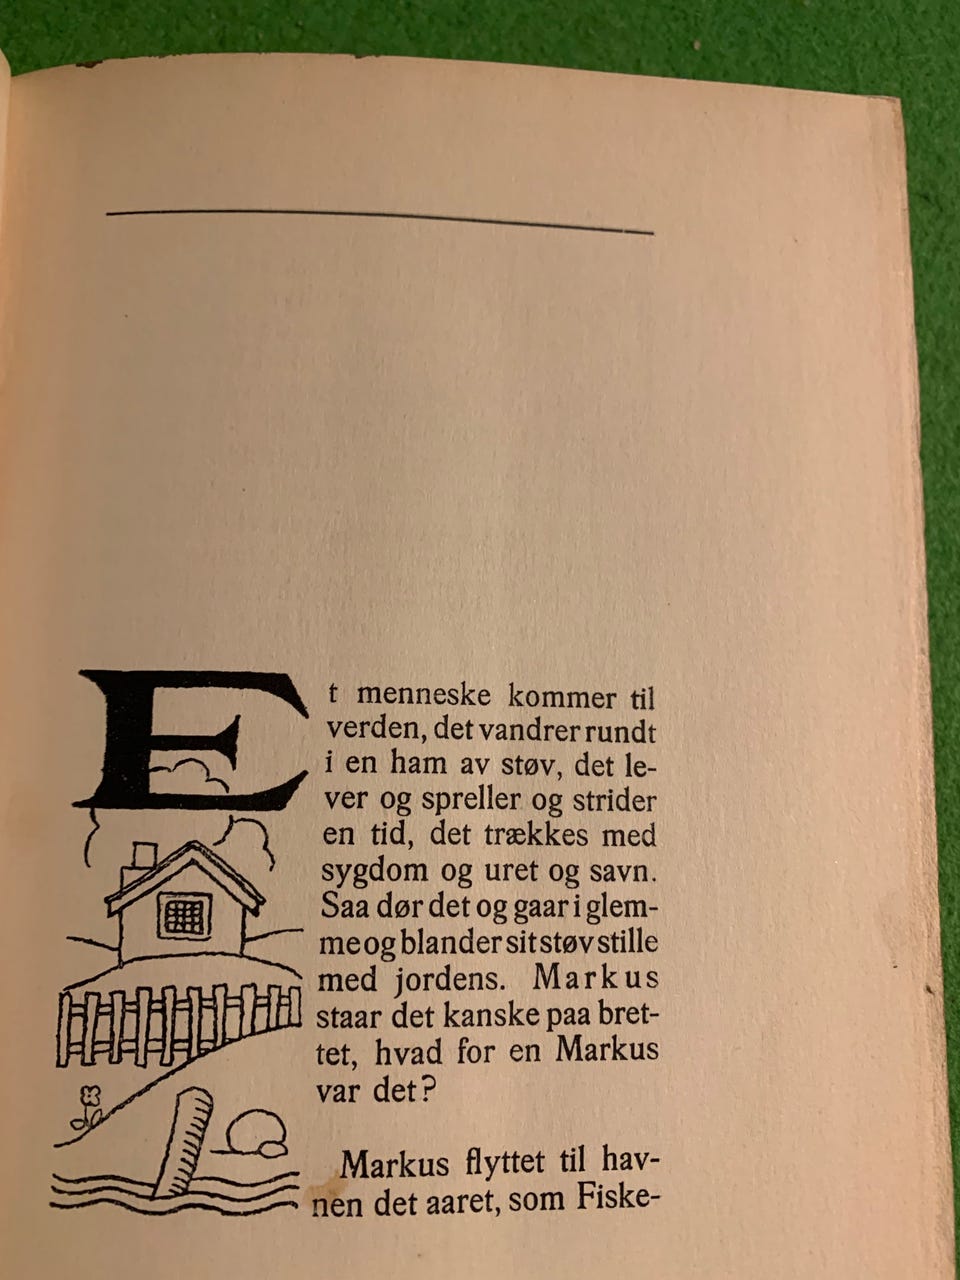 Et menneske kommer til
verden, det vandrer rundt
i en ham av støv, det le-
ver og spreller og strider
en tid, det trækkes med
sygdom og uret og savn.
Saa dør det og gaar i glem-
me og blander sit støv stille
med jordens. Markus
staar det kanske paa bret-
tet, hvad for en Markus
var det?
Markus flyttet til hav-
nen det aaret, som Fiske-